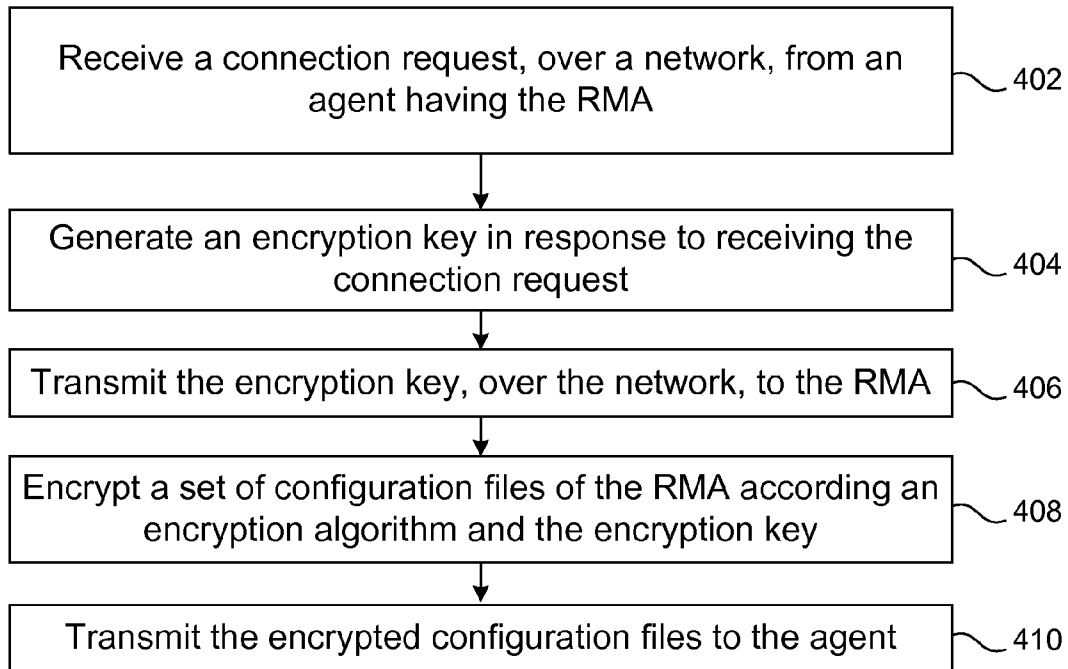 Receive a connection request, over a network, from an
agent having the RMA
402
Generate an encryption key in response to receiving the
connection request
404
Transmit the encryption key, over the network, to the RMA
406
Encrypt a set of configuration files of the RMA according an
encryption algorithm and the encryption key
408
Transmit the encrypted configuration files to the agent
410